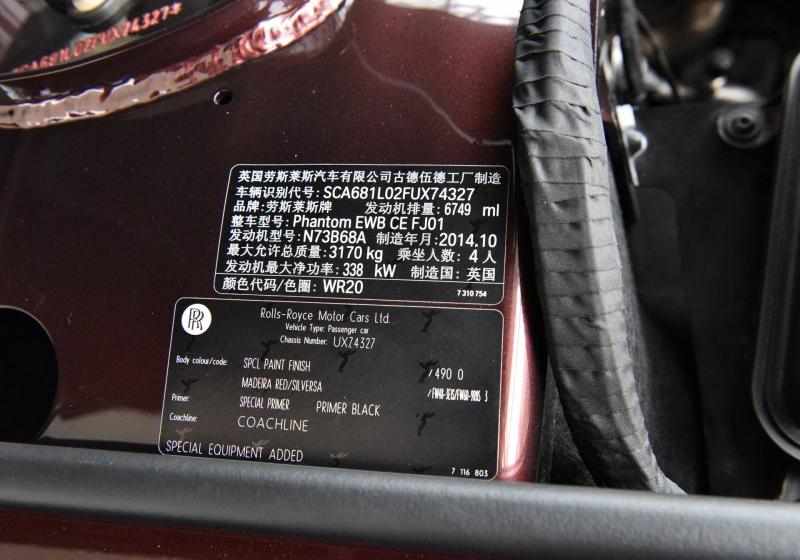 SCA681L02FUX74327*
英国劳斯莱斯汽车有限公司古德伍德工厂制造
车辆识别代号: SCA681L02FUX74327
品牌: 劳斯莱斯牌 发动机排量: 6749 ml
整车型号: Phantom EWB CE FJ01
发动机型号: N73B68A 制造年月: 2014.10
最大允许总质量: 3170 kg 乘坐人数: 4 人
发动机最大净功率: 338 kW 制造国: 英国
颜色代码/色圈: WR20 7 310 754
RR
Rolls-Royce Motor Cars Ltd.
Vehicle Type: Passenger car
Chassis Number: UX74327
Body colour/code: SPCL PAINT FINISH /490 0
MADEIRA RED/SILVERSA
Primer: SPECIAL PRIMER PRIMER BLACK
Coachline: COACHLINE
SPECIAL EQUIPMENT ADDED
7 116 803